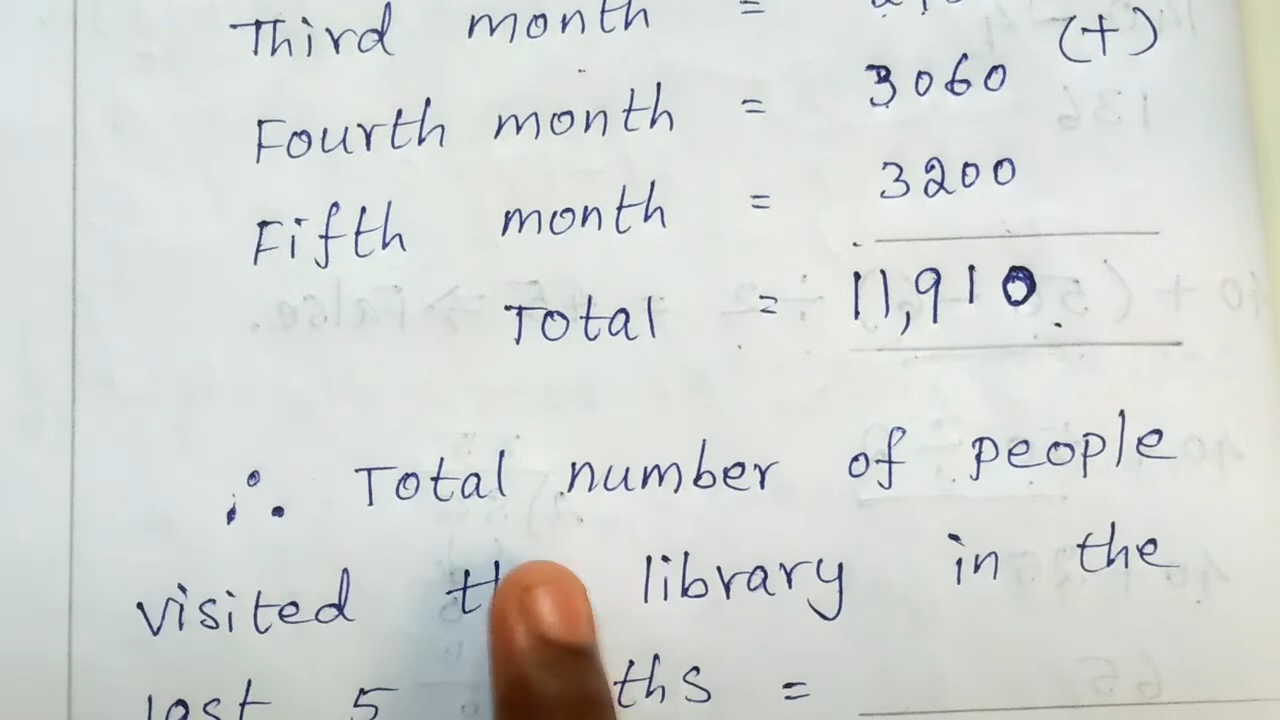 Third month =
(+)
Fourth month = 3060
Fifth month = 3200
Total = 11,910
∴ Total number of people
visited library in the
last 5 =